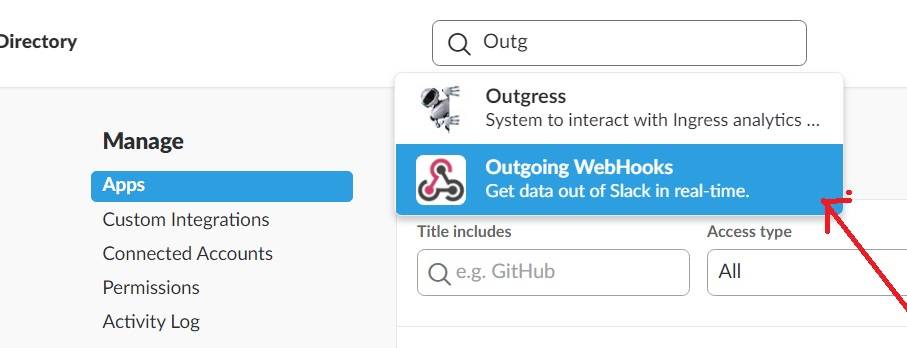 Directory
Outg
Outgress
System to interact with Ingress analytics ...
Outgoing WebHooks
Get data out of Slack in real-time.
Manage
Apps
Custom Integrations
Connected Accounts
Permissions
Activity Log
Title includes
Access type
e.g. GitHub
All